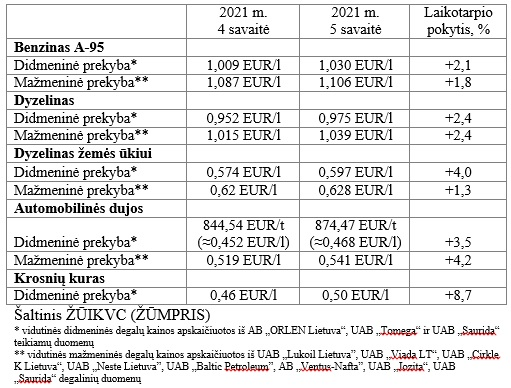 2021 m. 2021 m. Laikotarpio
4 savaitė 5 savaitė pokytis, %
Benzinas A-95
Didmeninė prekyba* 1,009 EUR/l 1,030 EUR/l +2,1
Mažmeninė prekyba** 1,087 EUR/l 1,106 EUR/l +1,8
Dyzelinas
Didmeninė prekyba* 0,952 EUR/l 0,975 EUR/l +2,4
Mažmeninė prekyba** 1,015 EUR/l 1,039 EUR/l +2,4
Dyzelinas žemės ūkiui
Didmeninė prekyba* 0,574 EUR/l 0,597 EUR/l +4,0
Mažmeninė prekyba** 0,62 EUR/l 0,628 EUR/l +1,3
Automobilinės dujos
844,54 EUR/t 874,47 EUR/t
Didmeninė prekyba* (≈0,452 EUR/l) (≈0,468 EUR/l) +3,5
Mažmeninė prekyba** 0,519 EUR/l 0,541 EUR/l +4,2
Krosnių kuras
Didmeninė prekyba* 0,46 EUR/l 0,50 EUR/l +8,7
Šaltinis ŽŪIKVC (ŽŪMPRIS)
* vidutinės didmeninės degalų kainos apskaičiuotos iš AB „ORLEN Lietuva“, UAB „Tomega“ ir UAB „Saurida“
teikiamų duomenų
** vidutinės mažmeninės degalų kainos apskaičiuotos iš UAB „Lukoil Lietuva”, UAB „Viada LT“, UAB „Cirkle
K Lietuva“, UAB „Neste Lietuva”, UAB „Baltic Petroleum”, AB „Ventus-Nafta”, UAB „Jozita“, UAB
„Saurida“ degalinių duomenų